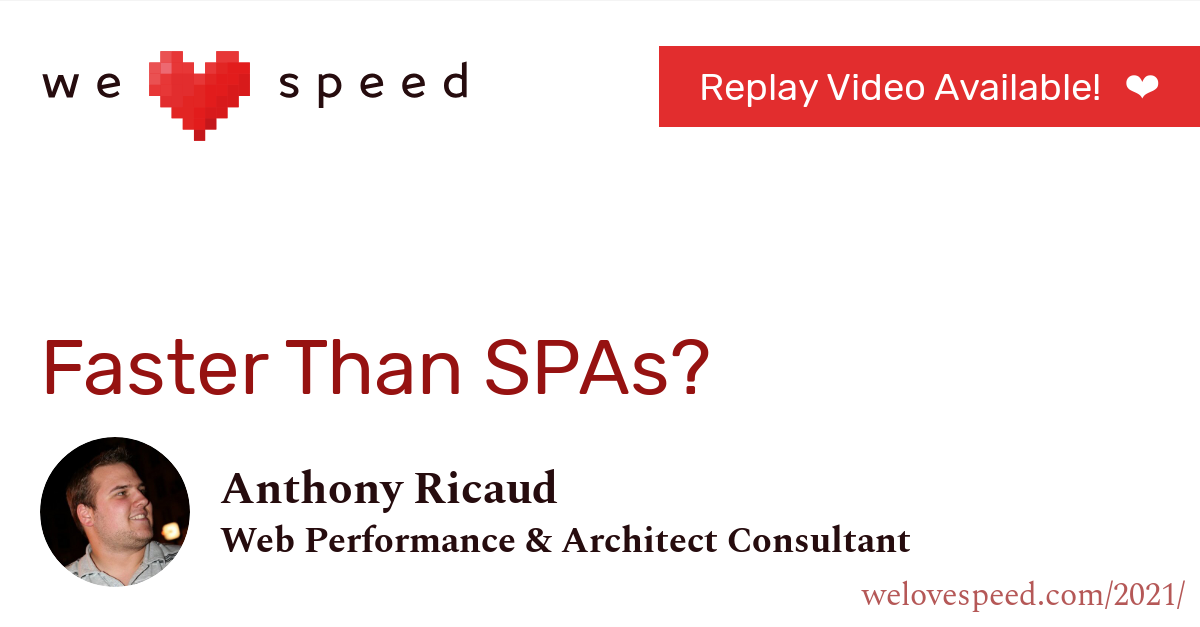 we ❤ speed
Replay Video Available! ❤
Faster Than SPAs?
Anthony Ricaud
Web Performance & Architect Consultant
welovespeed.com/2021/